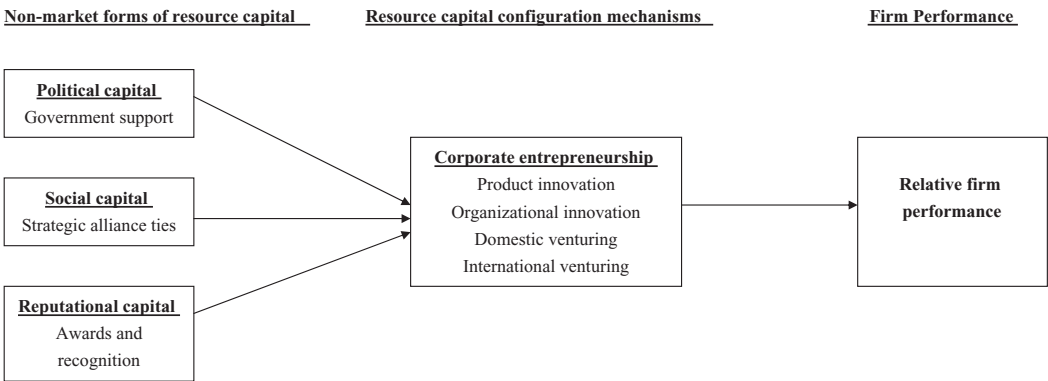 Non-market forms of resource capital
Resource capital configuration mechanisms
Firm Performance
Political capital
Government support
Social capital
Strategic alliance ties
Reputational capital
Awards and
recognition
Corporate entrepreneurship
Product innovation
Organizational innovation
Domestic venturing
International venturing
Relative firm
performance